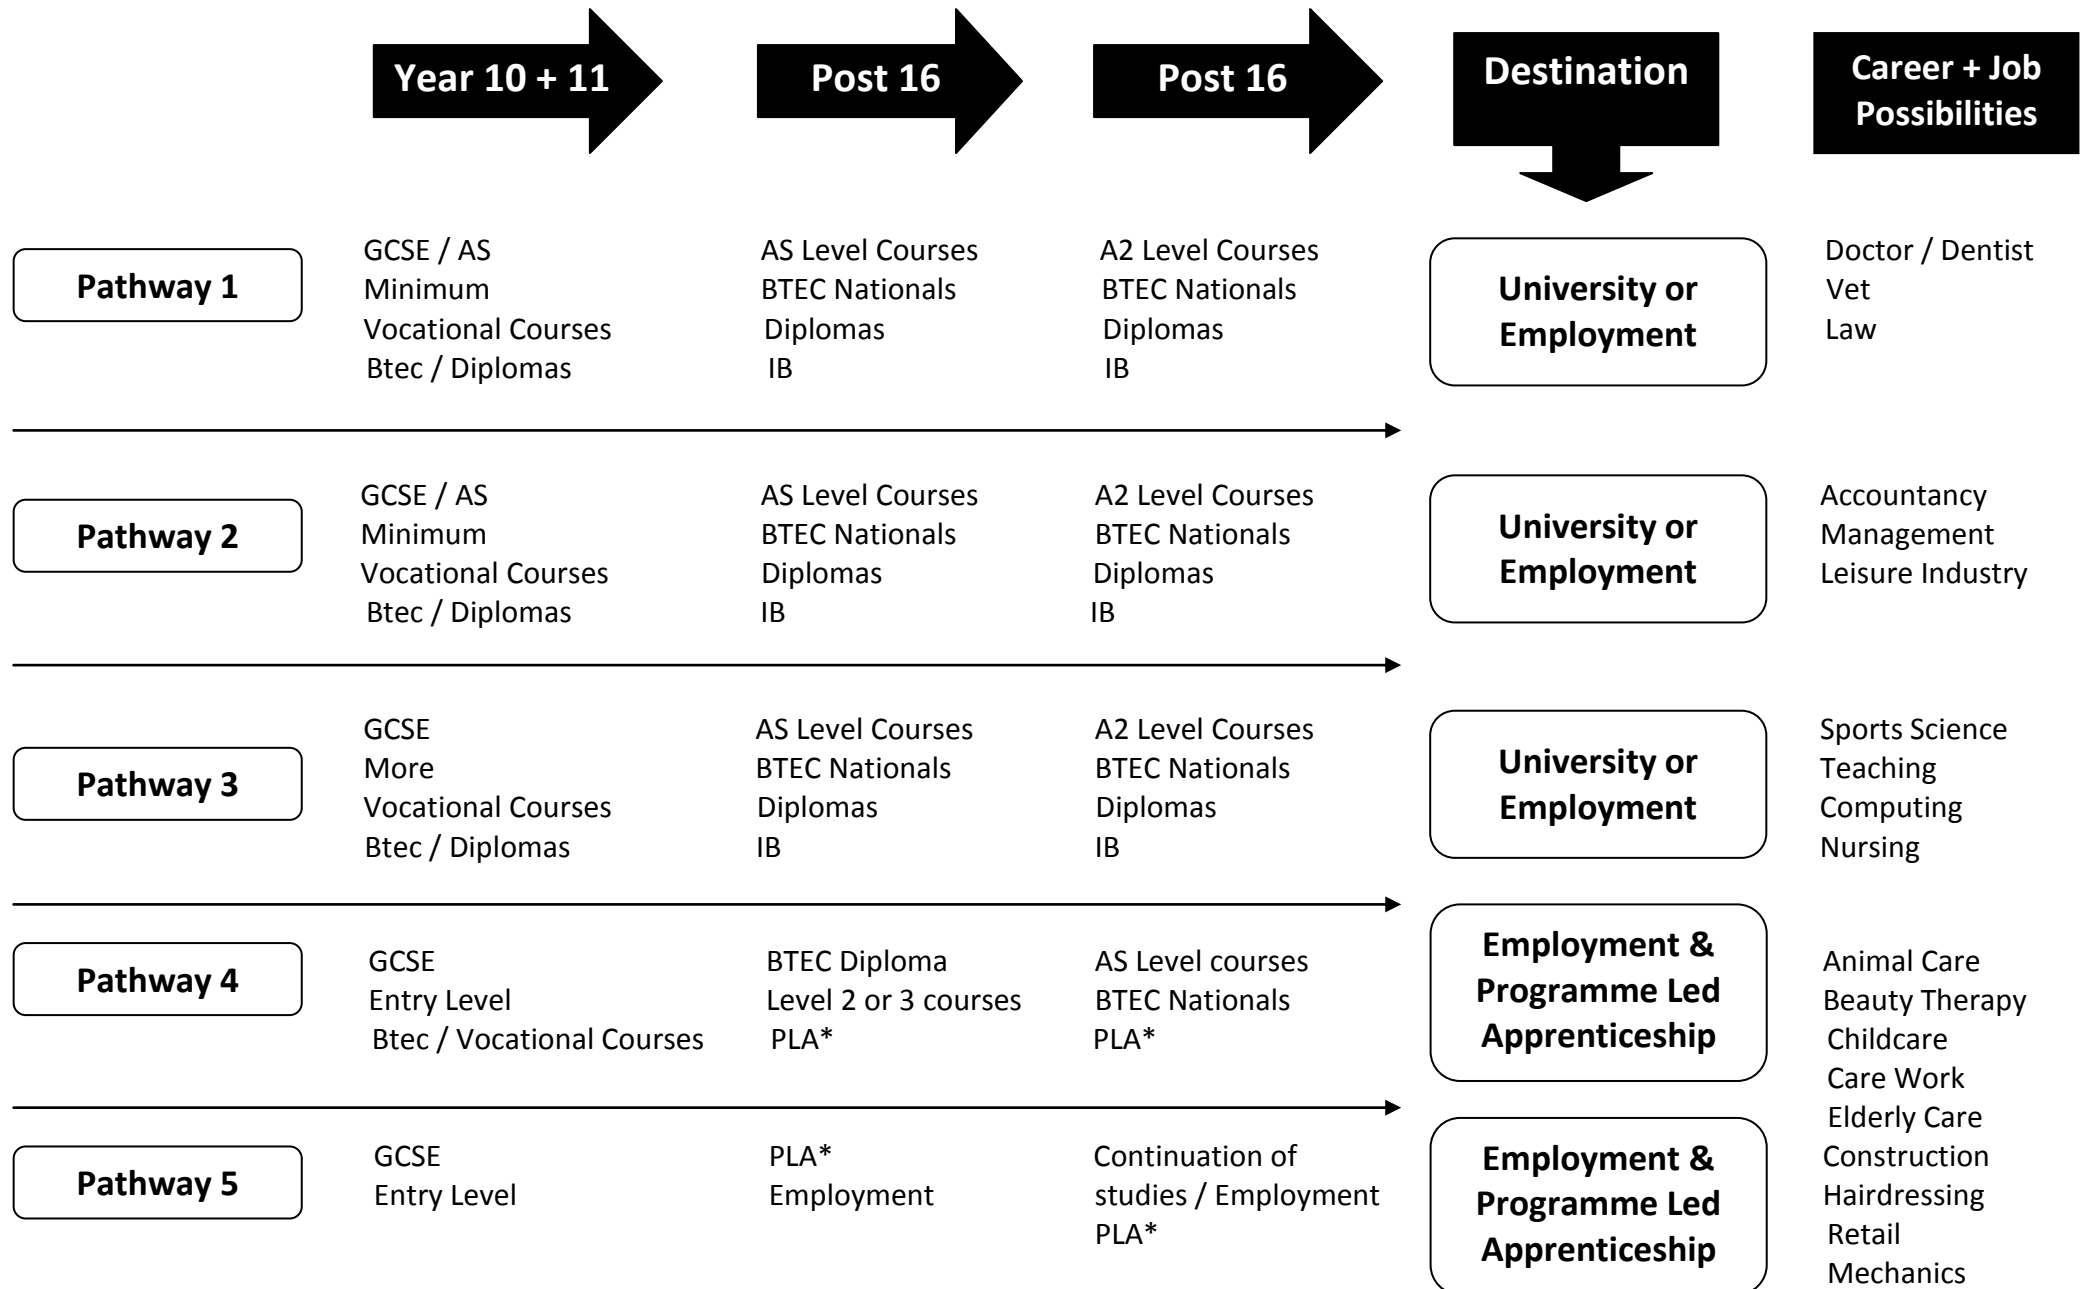 Year 10 + 11
Post 16
Post 16
Destination
Career + Job
Possibilities
Pathway 1
GCSE / AS
Minimum
Vocational Courses
Btec / Diplomas
AS Level Courses
BTEC Nationals
Diplomas
IB
A2 Level Courses
BTEC Nationals
Diplomas
IB
University or
Employment
Doctor / Dentist
Vet
Law
Pathway 2
GCSE / AS
Minimum
Vocational Courses
Btec / Diplomas
AS Level Courses
BTEC Nationals
Diplomas
IB
A2 Level Courses
BTEC Nationals
Diplomas
IB
University or
Employment
Accountancy
Management
Leisure Industry
Pathway 3
GCSE
More
Vocational Courses
Btec / Diplomas
AS Level Courses
BTEC Nationals
Diplomas
IB
A2 Level Courses
BTEC Nationals
Diplomas
IB
University or
Employment
Sports Science
Teaching
Computing
Nursing
Pathway 4
GCSE
Entry Level
Btec / Vocational Courses
BTEC Diploma
Level 2 or 3 courses
PLA*
AS Level courses
BTEC Nationals
PLA*
Employment &
Programme Led
Apprenticeship
Animal Care
Beauty Therapy
Childcare
Care Work
Elderly Care
Construction
Hairdressing
Retail
Mechanics
Pathway 5
GCSE
Entry Level
PLA*
Employment
Continuation of
studies / Employment
PLA*
Employment &
Programme Led
Apprenticeship